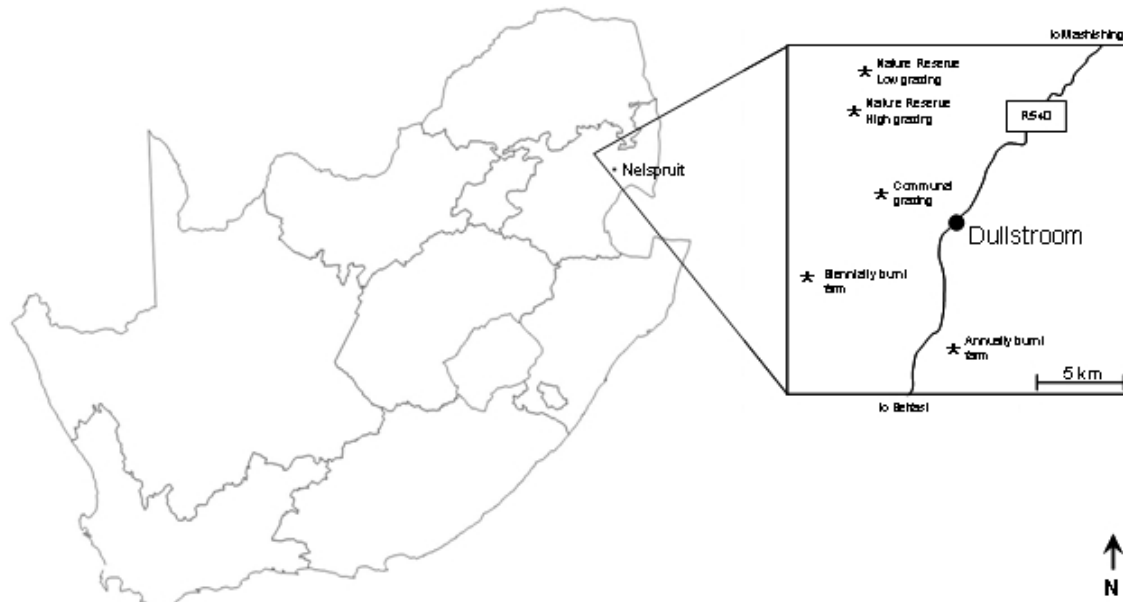 to Mashishing
Nature Reserve
Low grazing
Nature Reserve
High grazing
R540
Nelspruit
Communal
grazing
Dullstroom
Biennially burnt
farm
Annually burnt
farm
5 km
to Belfast
N